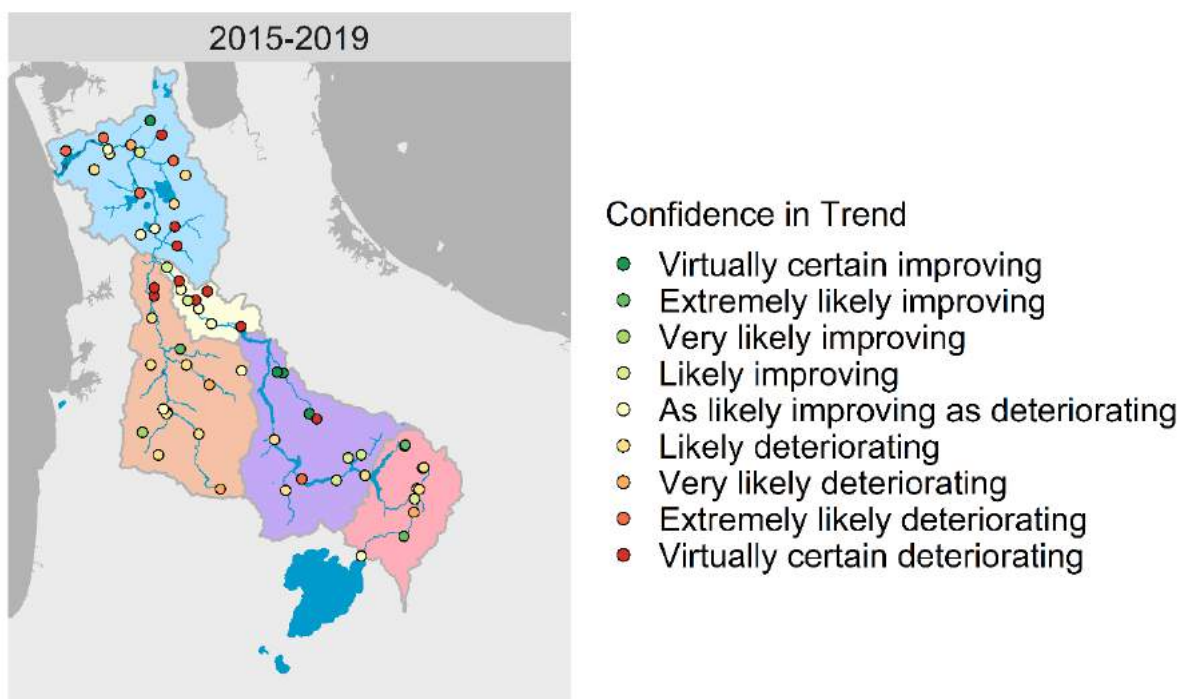 2015-2019
Confidence in Trend
Virtually certain improving
Extremely likely improving
Very likely improving
Likely improving
As likely improving as deteriorating
Likely deteriorating
Very likely deteriorating
Extremely likely deteriorating
Virtually certain deteriorating